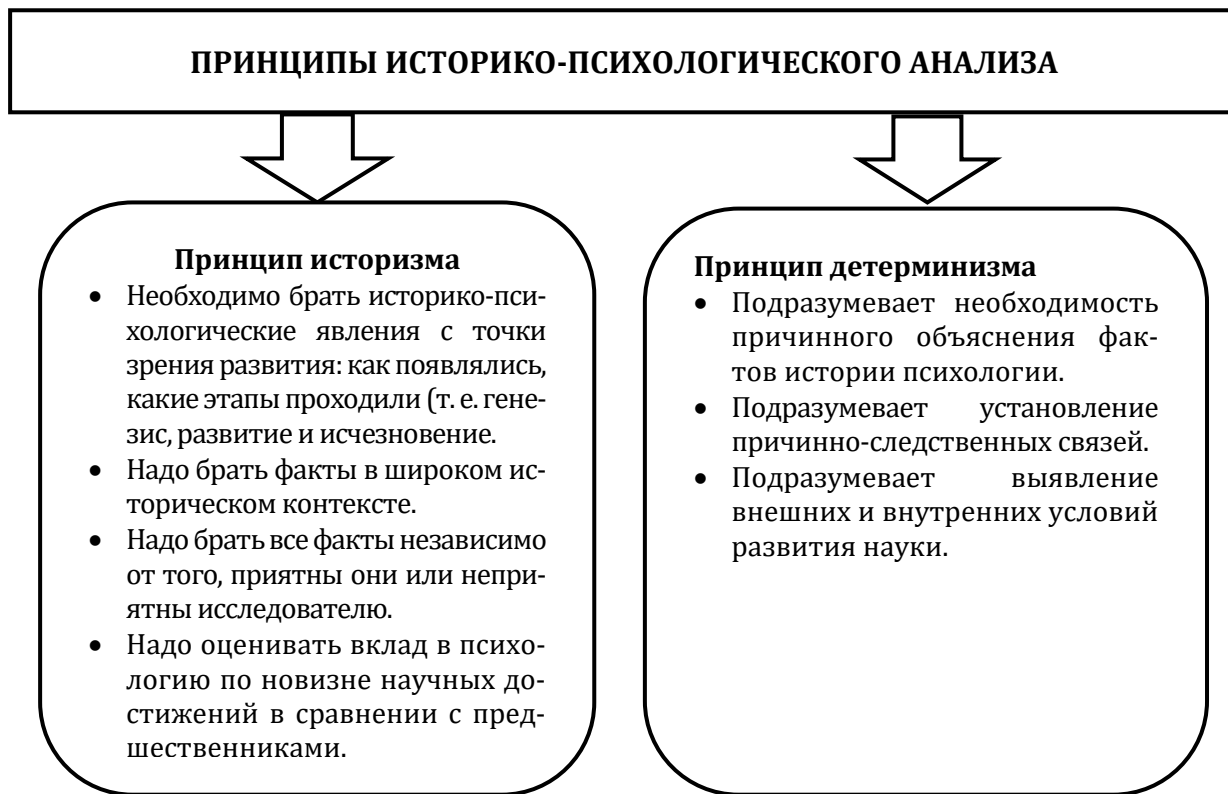 ПРИНЦИПЫ ИСТОРИКО-ПСИХОЛОГИЧЕСКОГО АНАЛИЗА
Принцип историзма
• Необходимо брать историко-пси-
хологические явления с точки
зрения развития: как появлялись,
какие этапы проходили (т. е. гене-
зис, развитие и исчезновение.
• Надо брать факты в широком ис-
торическом контексте.
• Надо брать все факты независимо
от того, приятны они или непри-
ятны исследователю.
• Надо оценивать вклад в психо-
логию по новизне научных до-
стижений в сравнении с пред-
шественниками.
Принцип детерминизма
• Подразумевает необходимость
причинного объяснения фак-
тов истории психологии.
• Подразумевает установление
причинно-следственных связей.
• Подразумевает выявление
внешних и внутренних условий
развития науки.